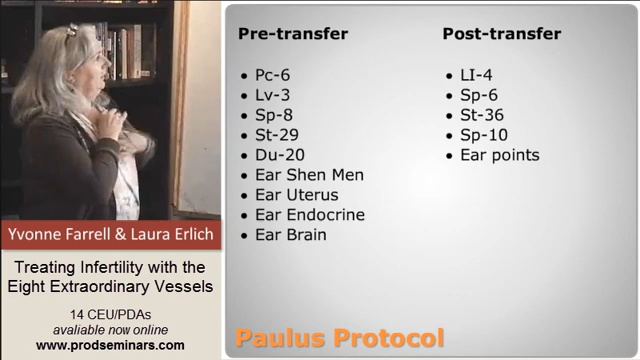 Yvonne Farrell & Laura Erlich
Treating Infertility with the
Eight Extraordinary Vessels
14 CEU/PDAs
avaliable now online
www.prodseminars.com
Pre-transfer
• Pc-6
• Lv-3
• Sp-8
• St-29
• Du-20
• Ear Shen Men
• Ear Uterus
• Ear Endocrine
• Ear Brain
Post-transfer
• LI-4
• Sp-6
• St-36
• Sp-10
• Ear points
Paulus Protocol